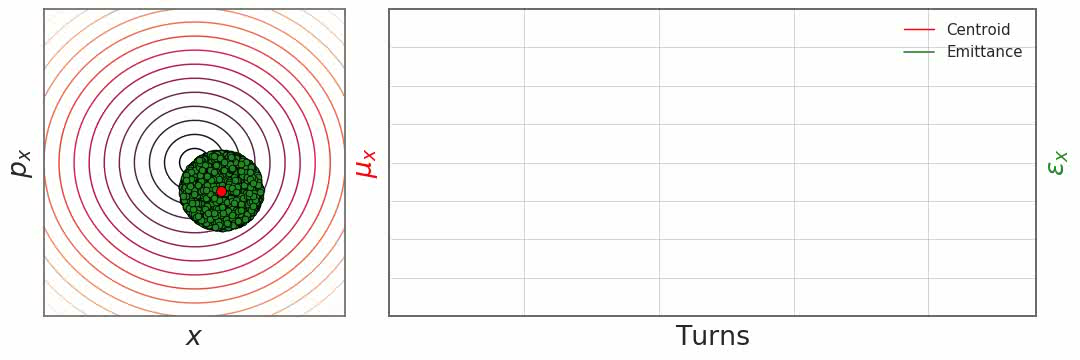 p_x
x
μ_x
Centroid
Emittance
Turns
ε_x